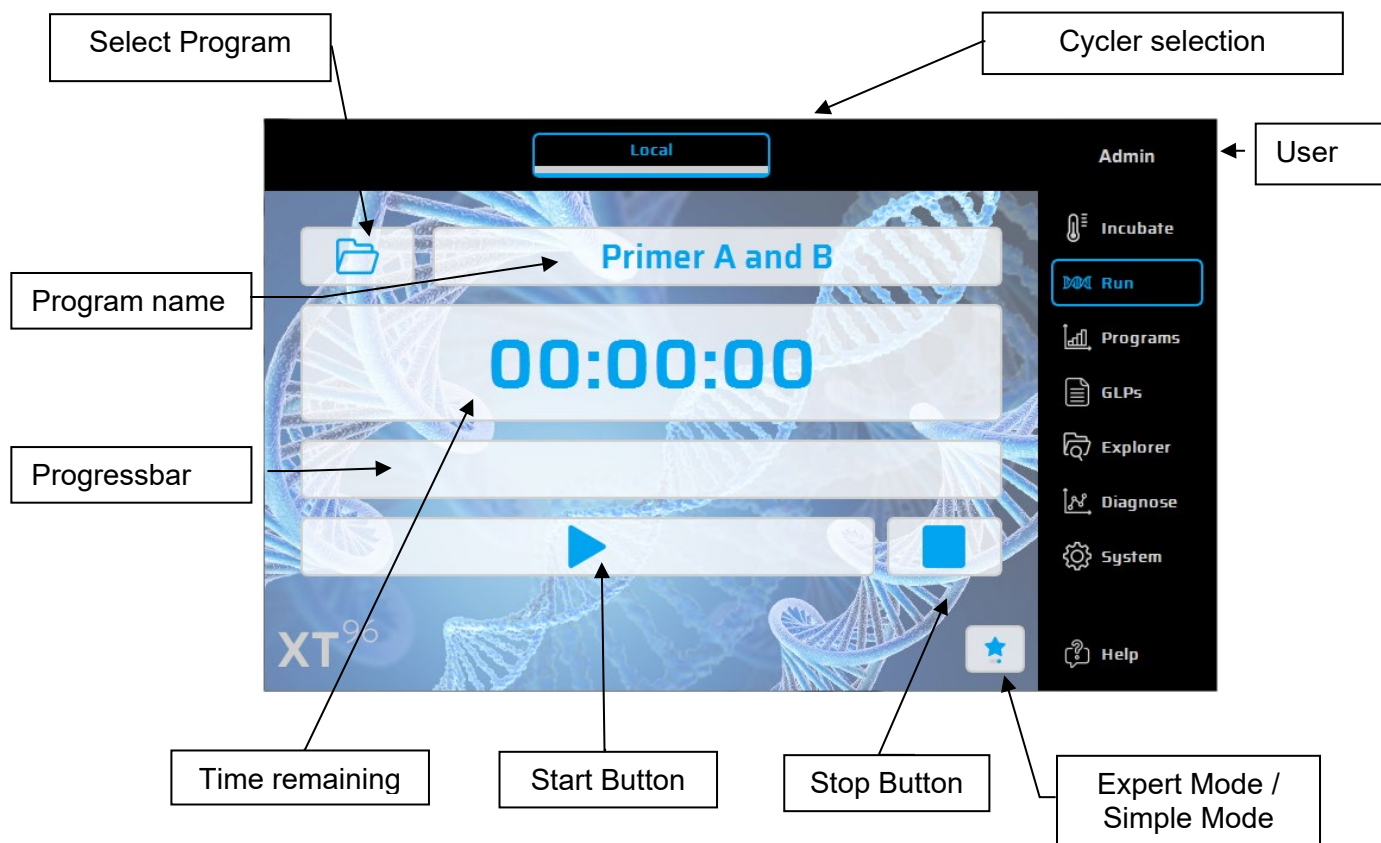 Select Program
Cycler selection
Local
Admin
User
Incubate
Primer A and B
Run
Program name
Programs
00:00:00
GLPs
Explorer
Progressbar
Diagnose
System
XT96
Help
Time remaining
Start Button
Stop Button
Expert Mode /
Simple Mode